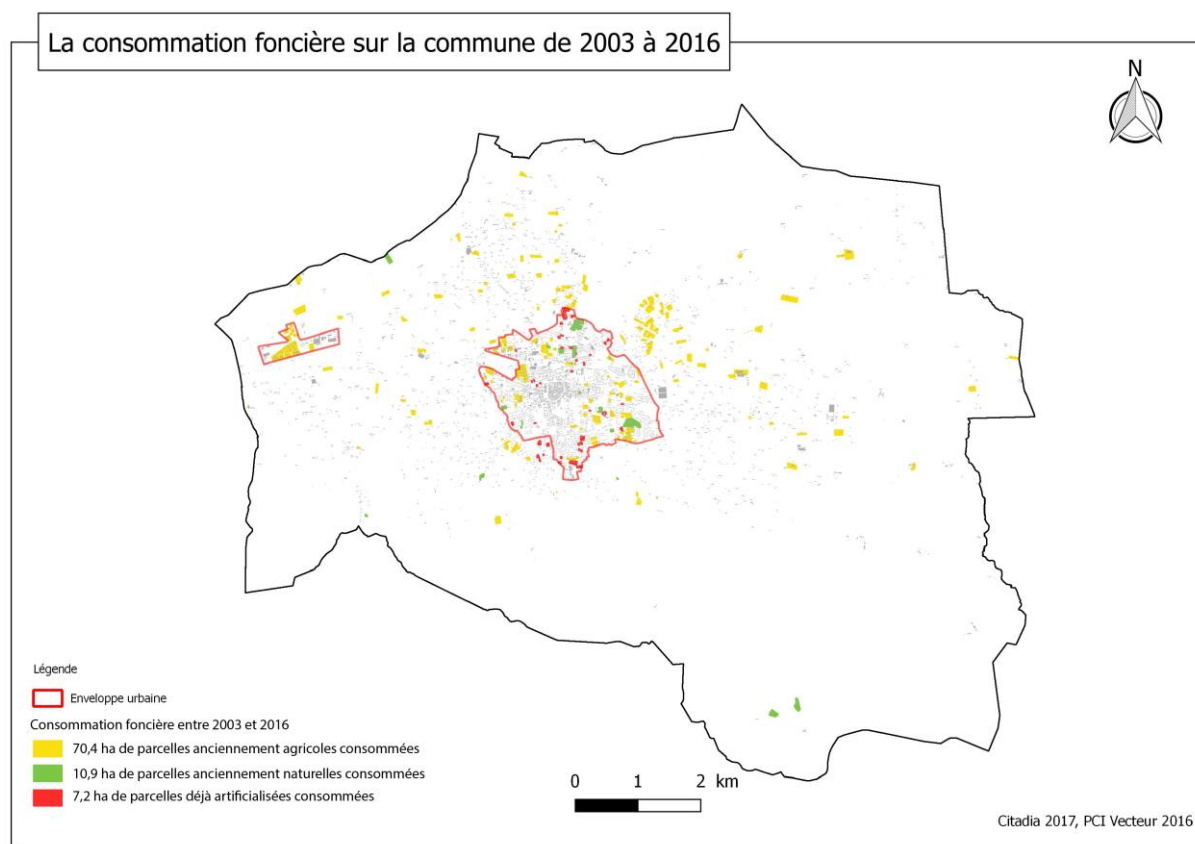 La consommation foncière sur la commune de 2003 à 2016
N
Légende
Enveloppe urbaine
Consommation foncière entre 2003 et 2016
70,4 ha de parcelles anciennement agricoles consommées
10,9 ha de parcelles anciennement naturelles consommées
7,2 ha de parcelles déjà artificialisées consommées
0 1 2 km
Citadia 2017, PCI Vecteur 2016